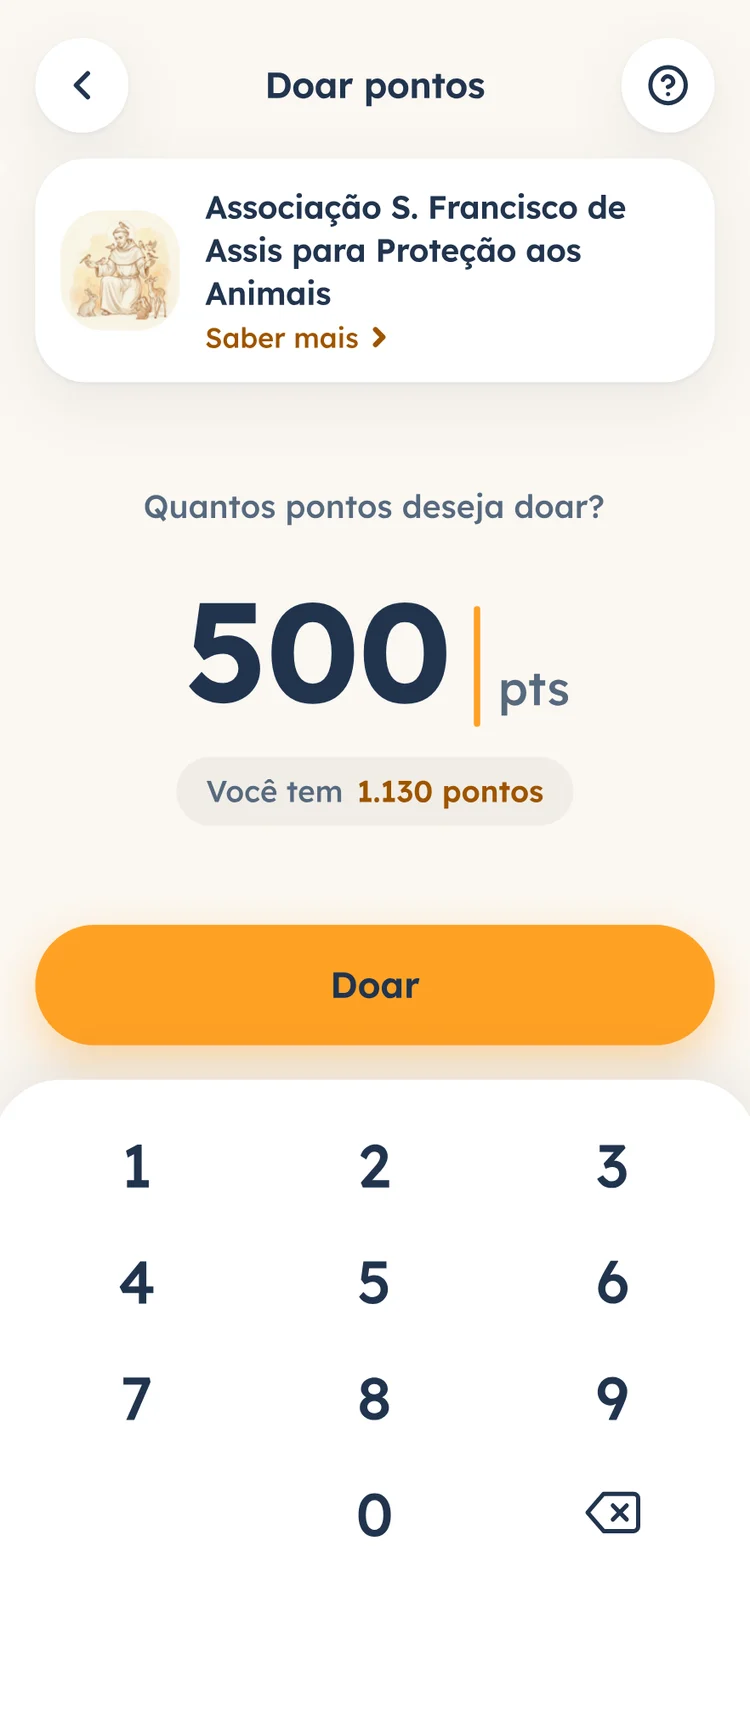 Doar pontos
Associação S. Francisco de
Assis para Proteção aos
Animais
Saber mais
Quantos pontos deseja doar?
500 pts
Você tem 1.130 pontos
Doar
1 2 3
4 5 6
7 8 9
0